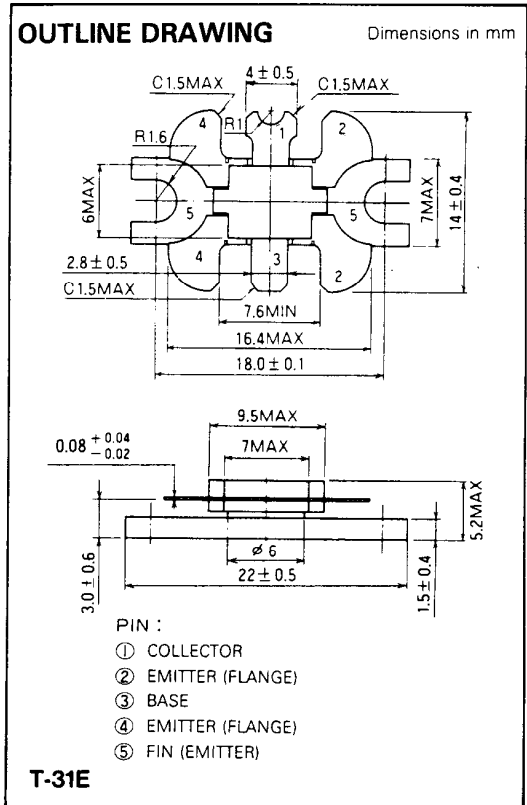 OUTLINE DRAWING
Dimensions in mm
4±0.5
C1.5MAX
C1.5MAX
4
R1
1
2
R1.6
6MAX
5
5
7MAX
14±0.4
4
3
2
2.8±0.5
C1.5MAX
7.6MIN
16.4MAX
18.0±0.1
9.5MAX
7MAX
0.08 +0.04 −0.02
5.2MAX
3.0±0.6
ø6
22±0.5
1.5±0.4
PIN :
① COLLECTOR
② EMITTER (FLANGE)
③ BASE
④ EMITTER (FLANGE)
⑤ FIN (EMITTER)
T-31E